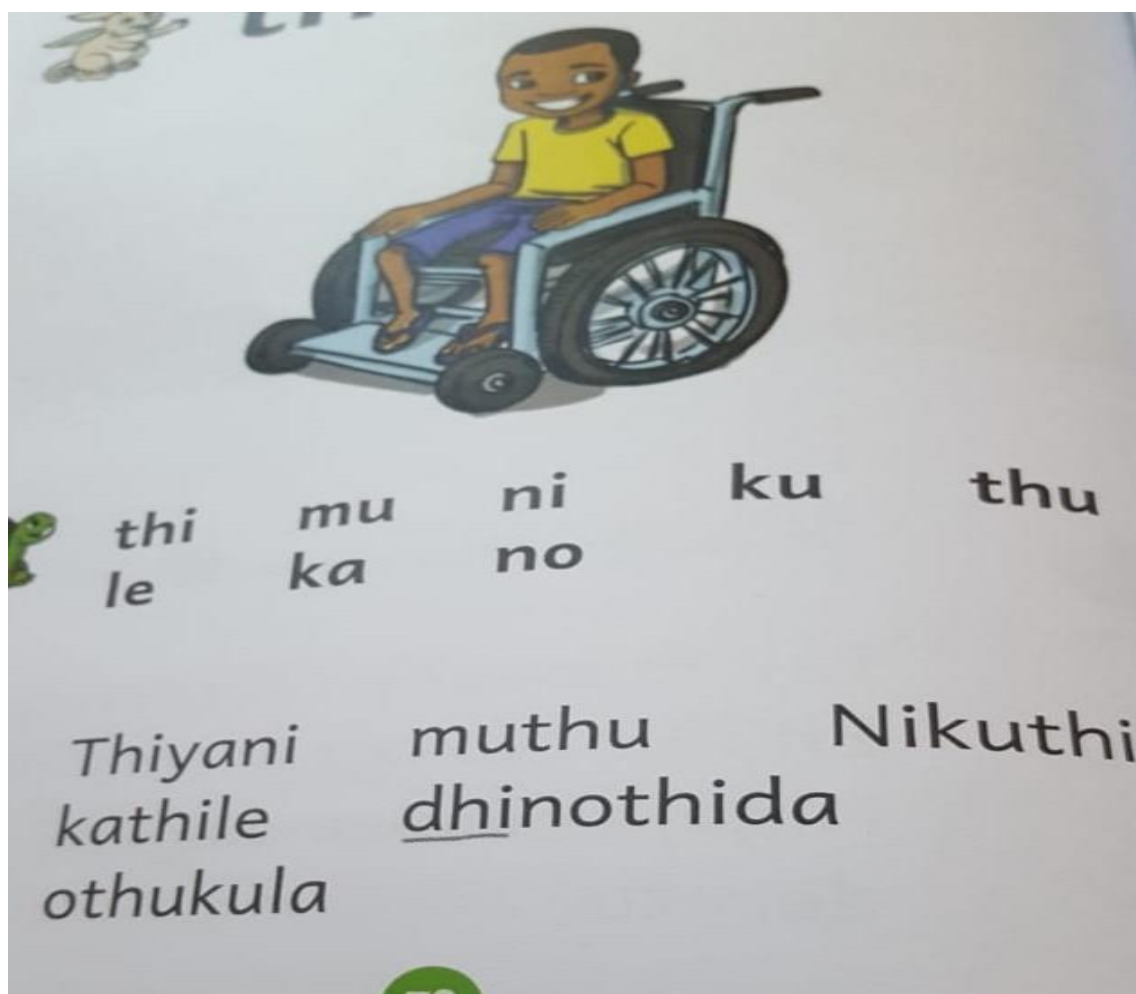 thi mu ni ku thu
le ka no
Thiyani muthu Nikuthi
kathile dhinothida
othukula